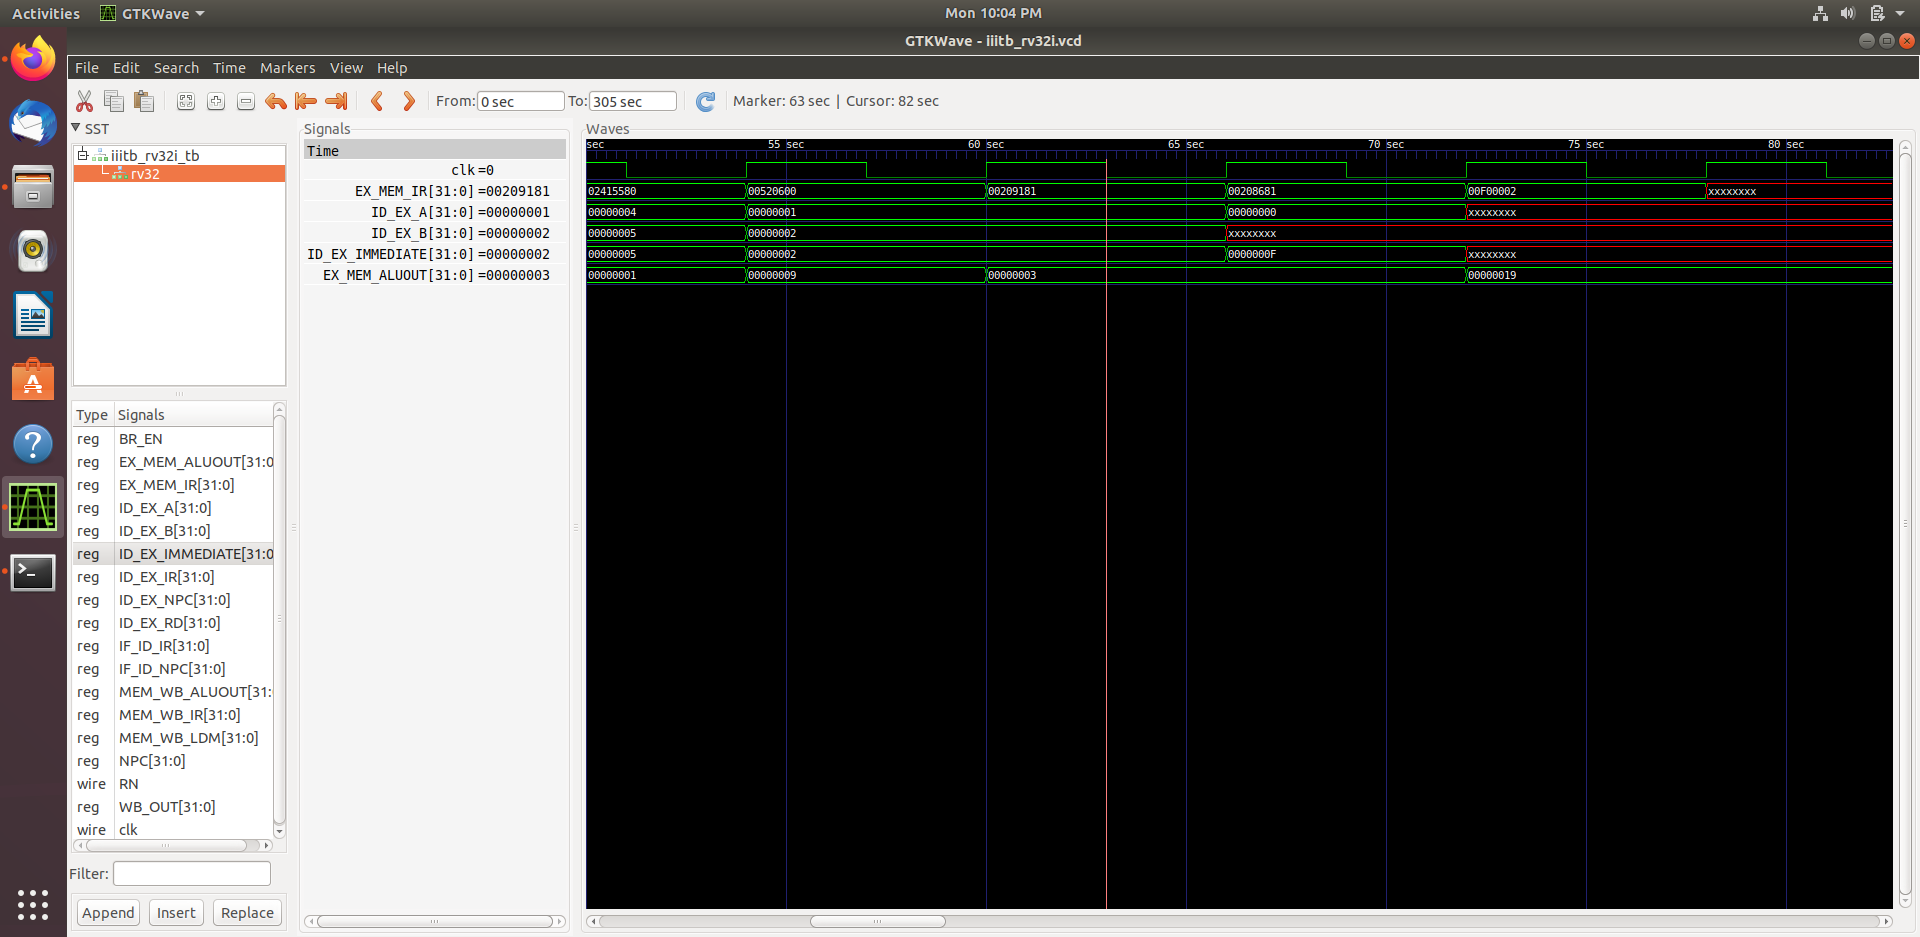 Activities GTKWave Mon 10:04 PM
GTKWave - iiitb_rv32i.vcd
File Edit Search Time Markers View Help
From: 0 sec To: 305 sec Marker: 63 sec | Cursor: 82 sec
SST
iiitb_rv32i_tb
rv32
Type Signals
reg BR_EN
reg EX_MEM_ALUOUT[31:0
reg EX_MEM_IR[31:0]
reg ID_EX_A[31:0]
reg ID_EX_B[31:0]
reg ID_EX_IMMEDIATE[31:0
reg ID_EX_IR[31:0]
reg ID_EX_NPC[31:0]
reg ID_EX_RD[31:0]
reg IF_ID_IR[31:0]
reg IF_ID_NPC[31:0]
reg MEM_WB_ALUOUT[31:
reg MEM_WB_IR[31:0]
reg MEM_WB_LDM[31:0]
reg NPC[31:0]
wire RN
reg WB_OUT[31:0]
wire clk
Filter:
Append Insert Replace
Signals
Time
clk =0
EX_MEM_IR[31:0] =00209181
ID_EX_A[31:0] =00000001
ID_EX_B[31:0] =00000002
ID_EX_IMMEDIATE[31:0] =00000002
EX_MEM_ALUOUT[31:0] =00000003
Waves
sec 55 sec 60 sec 65 sec 70 sec 75 sec 80 sec
02415580 00520600 00209181 00208681 00F00002 xxxxxxxx
00000004 00000001 00000000 xxxxxxxx
00000005 00000002 xxxxxxxx
00000005 00000002 0000000F xxxxxxxx
00000001 00000009 00000003 00000019